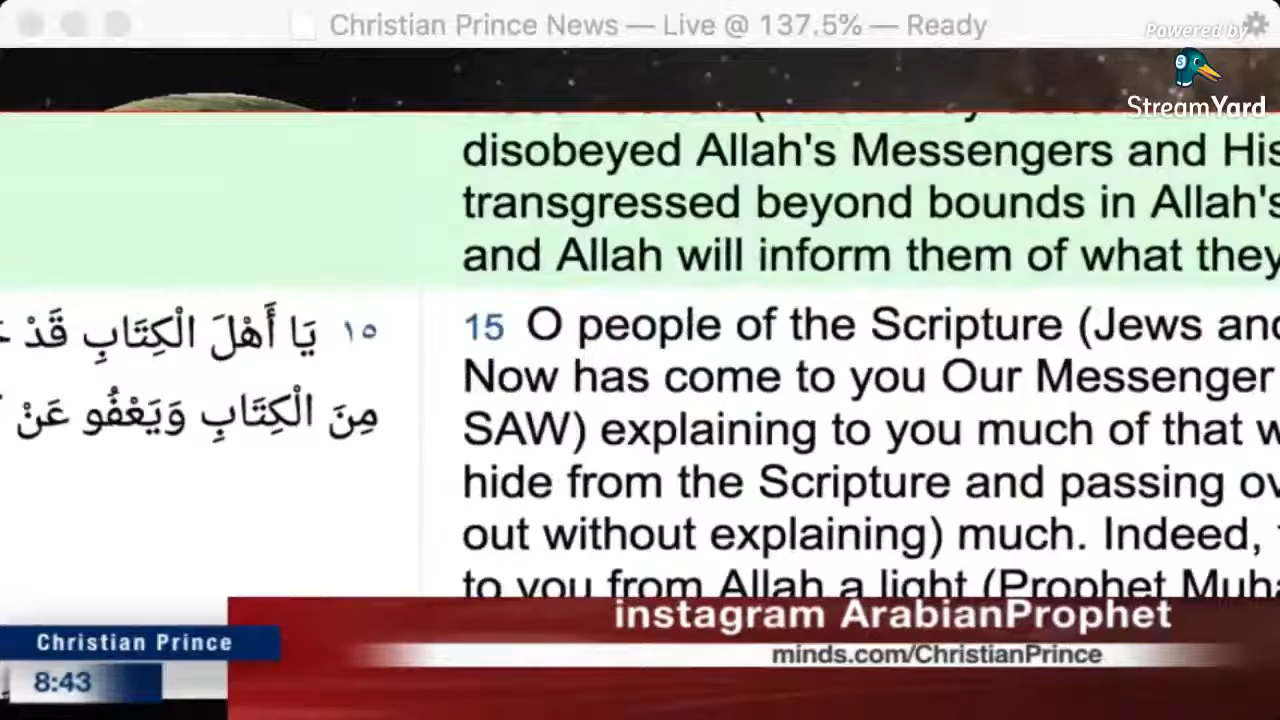 Christian Prince News — Live @ 137.5% — Ready
Powered by
StreamYard
disobeyed Allah's Messengers and His
transgressed beyond bounds in Allah's
and Allah will inform them of what they
١٥ يَا أَهْلَ الْكِتَابِ قَدْ
مِنَ الْكِتَابِ وَيَعْفُو عَنْ
15 O people of the Scripture (Jews and
Now has come to you Our Messenger
SAW) explaining to you much of that w
hide from the Scripture and passing ov
out without explaining) much. Indeed,
to you from Allah a light (Prophet Muha
instagram ArabianProphet
minds.com/ChristianPrince
Christian Prince
8:43